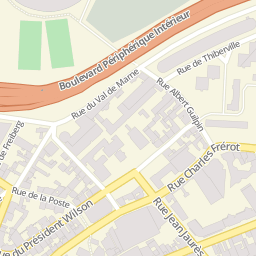 Boulevard Périphérique Intérieur
Rue de Thiberville
Rue du Val de Marne
Rue Albert Guilpin
de Freiberg
Rue Charles Frérot
Rue de la Poste
Rue du Président Wilson
Rue Jean Jaurès